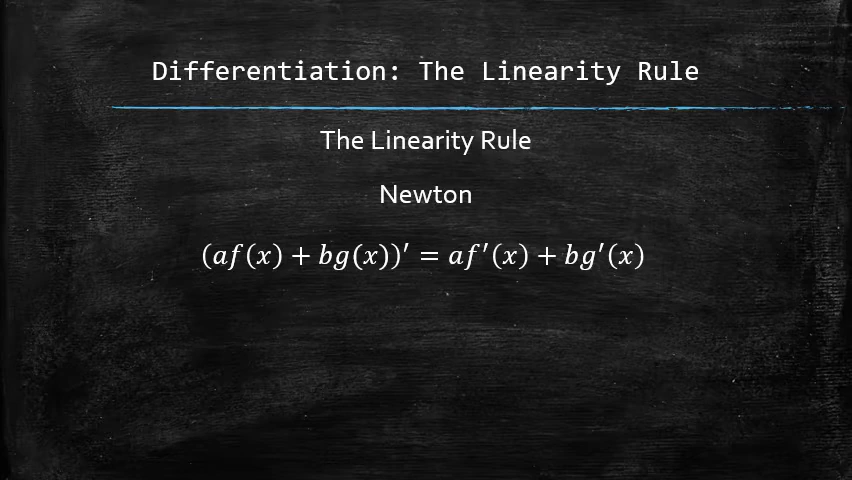 Differentiation: The Linearity Rule
The Linearity Rule
Newton
(af(x) + bg(x))′ = af′(x) + bg′(x)